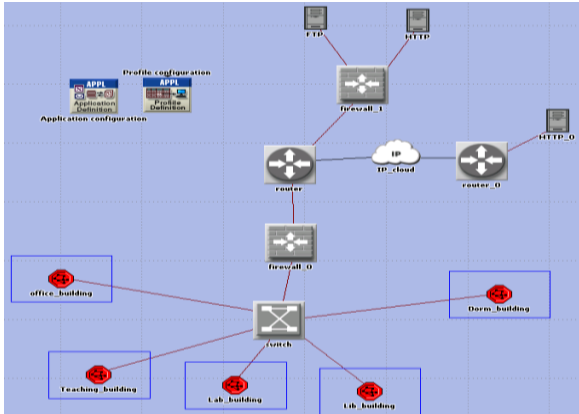 FTP
HTTP
Profile configuration
APPL
Application
Definition
APPL
Profile
Definition
Application configuration
firewall_1
HTTP_0
IP
IP_cloud
router
router_0
firewall_0
office_building
Dorm_building
switch
Teaching_building
Lab_building
Lib_building